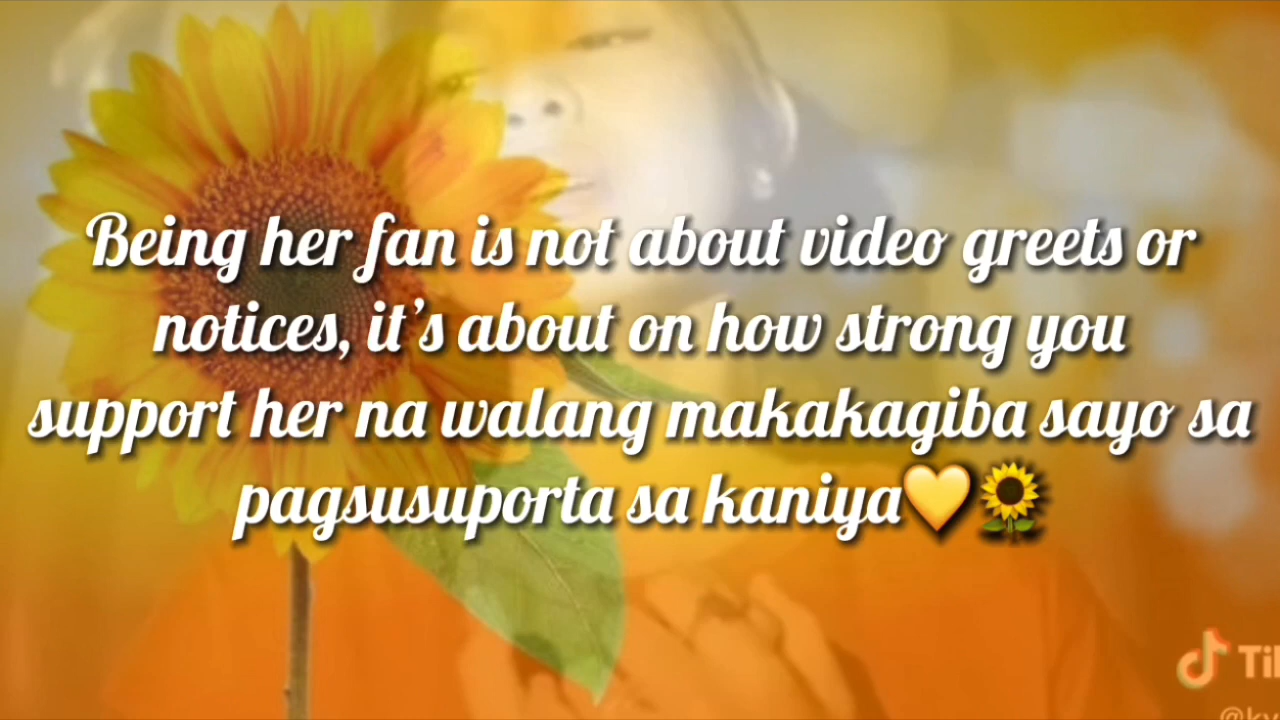 Being her fan is not about video greets or
notices, it's about on how strong you
support her na walang makakagiba sayo sa
pagsusuporta sa kaniya💛🌻